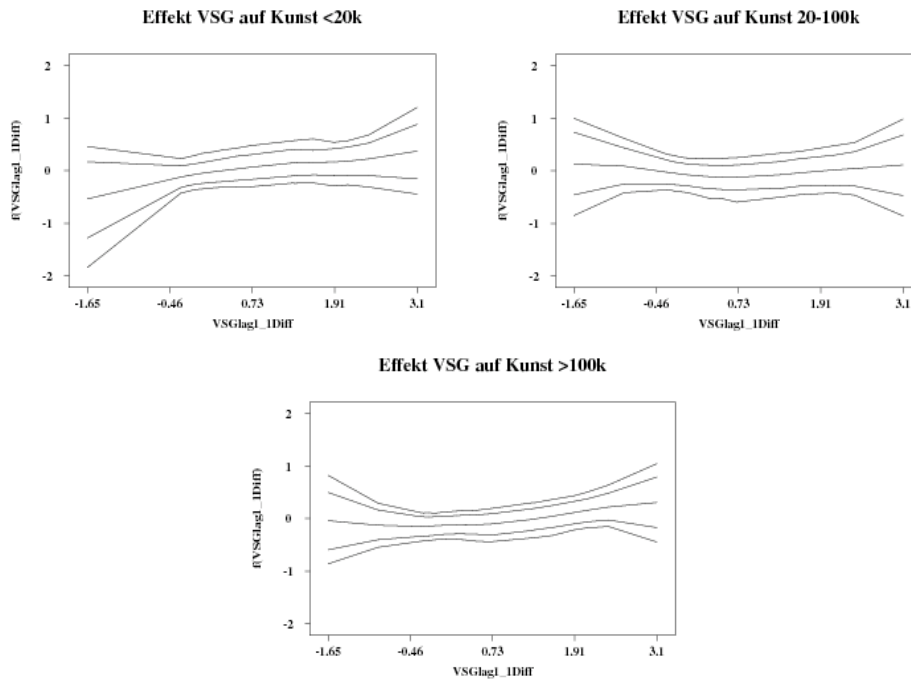 Effekt VSG auf Kunst <20k
2
1
0
-1
-2
f(VSGlag1_1Diff)
-1.65 -0.46 0.73 1.91 3.1
VSGlag1_1Diff
Effekt VSG auf Kunst 20-100k
2
1
0
-1
-2
f(VSGlag1_1Diff)
-1.65 -0.46 0.73 1.91 3.1
VSGlag1_1Diff
Effekt VSG auf Kunst >100k
2
1
0
-1
-2
f(VSGlag1_1Diff)
-1.65 -0.46 0.73 1.91 3.1
VSGlag1_1Diff